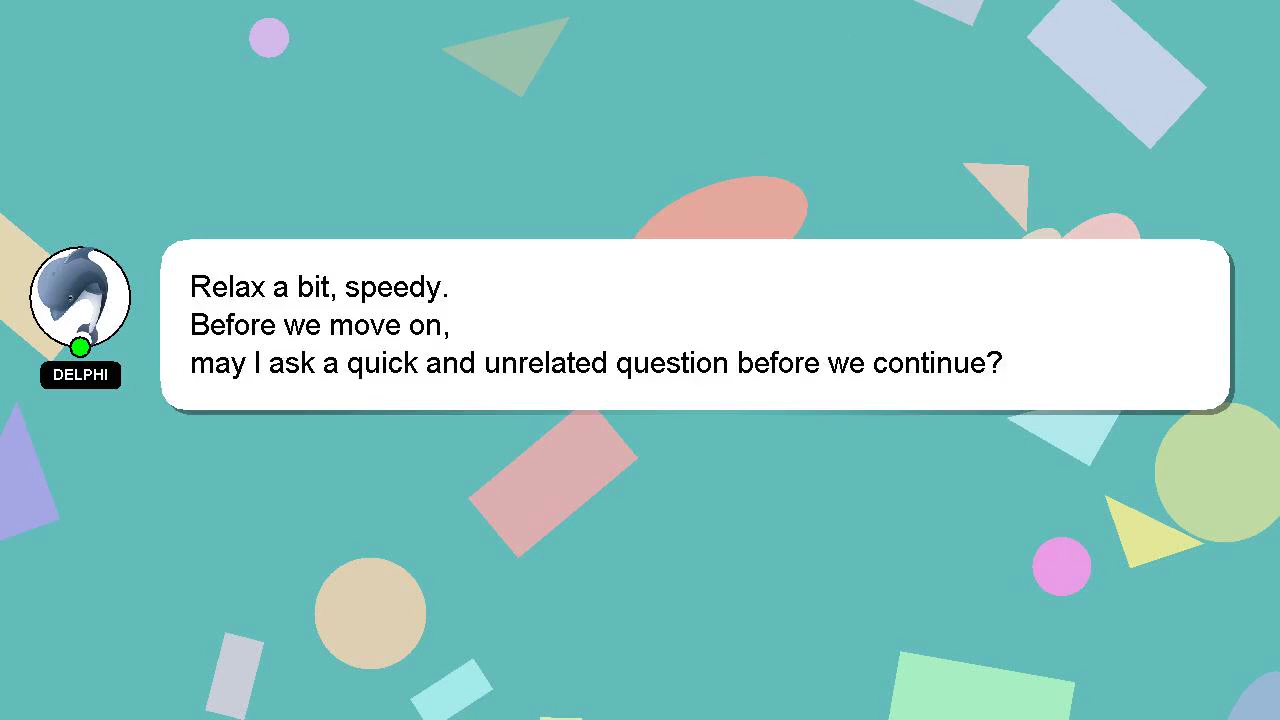 Relax a bit, speedy.
Before we move on,
may I ask a quick and unrelated question before we continue?
DELPHI